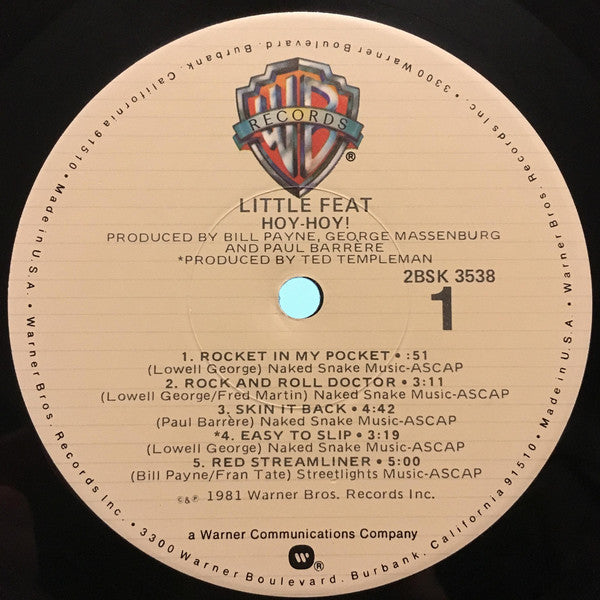 WB
RECORDS
®
LITTLE FEAT
HOY-HOY!
PRODUCED BY BILL PAYNE, GEORGE MASSENBURG
AND PAUL BARRERE
*PRODUCED BY TED TEMPLEMAN
2BSK 3538
1
1. ROCKET IN MY POCKET • :51
(Lowell George) Naked Snake Music-ASCAP
2. ROCK AND ROLL DOCTOR • 3:11
(Lowell George/Fred Martin) Naked Snake Music-ASCAP
3. SKIN IT BACK • 4:42
(Paul Barrère) Naked Snake Music-ASCAP
*4. EASY TO SLIP • 3:19
(Lowell George) Naked Snake Music-ASCAP
5. RED STREAMLINER • 5:00
(Bill Payne/Fran Tate) Streetlights Music-ASCAP
©&℗ 1981 Warner Bros. Records Inc.
a Warner Communications Company
W ®
Made in U.S.A. • Warner Bros. Records Inc. • 3300 Warner Boulevard. Burbank. California 91510 • Made in U.S.A. • Warner Bros. Records Inc. • 3300 Warner Boulevard. Burbank. California 91510 •